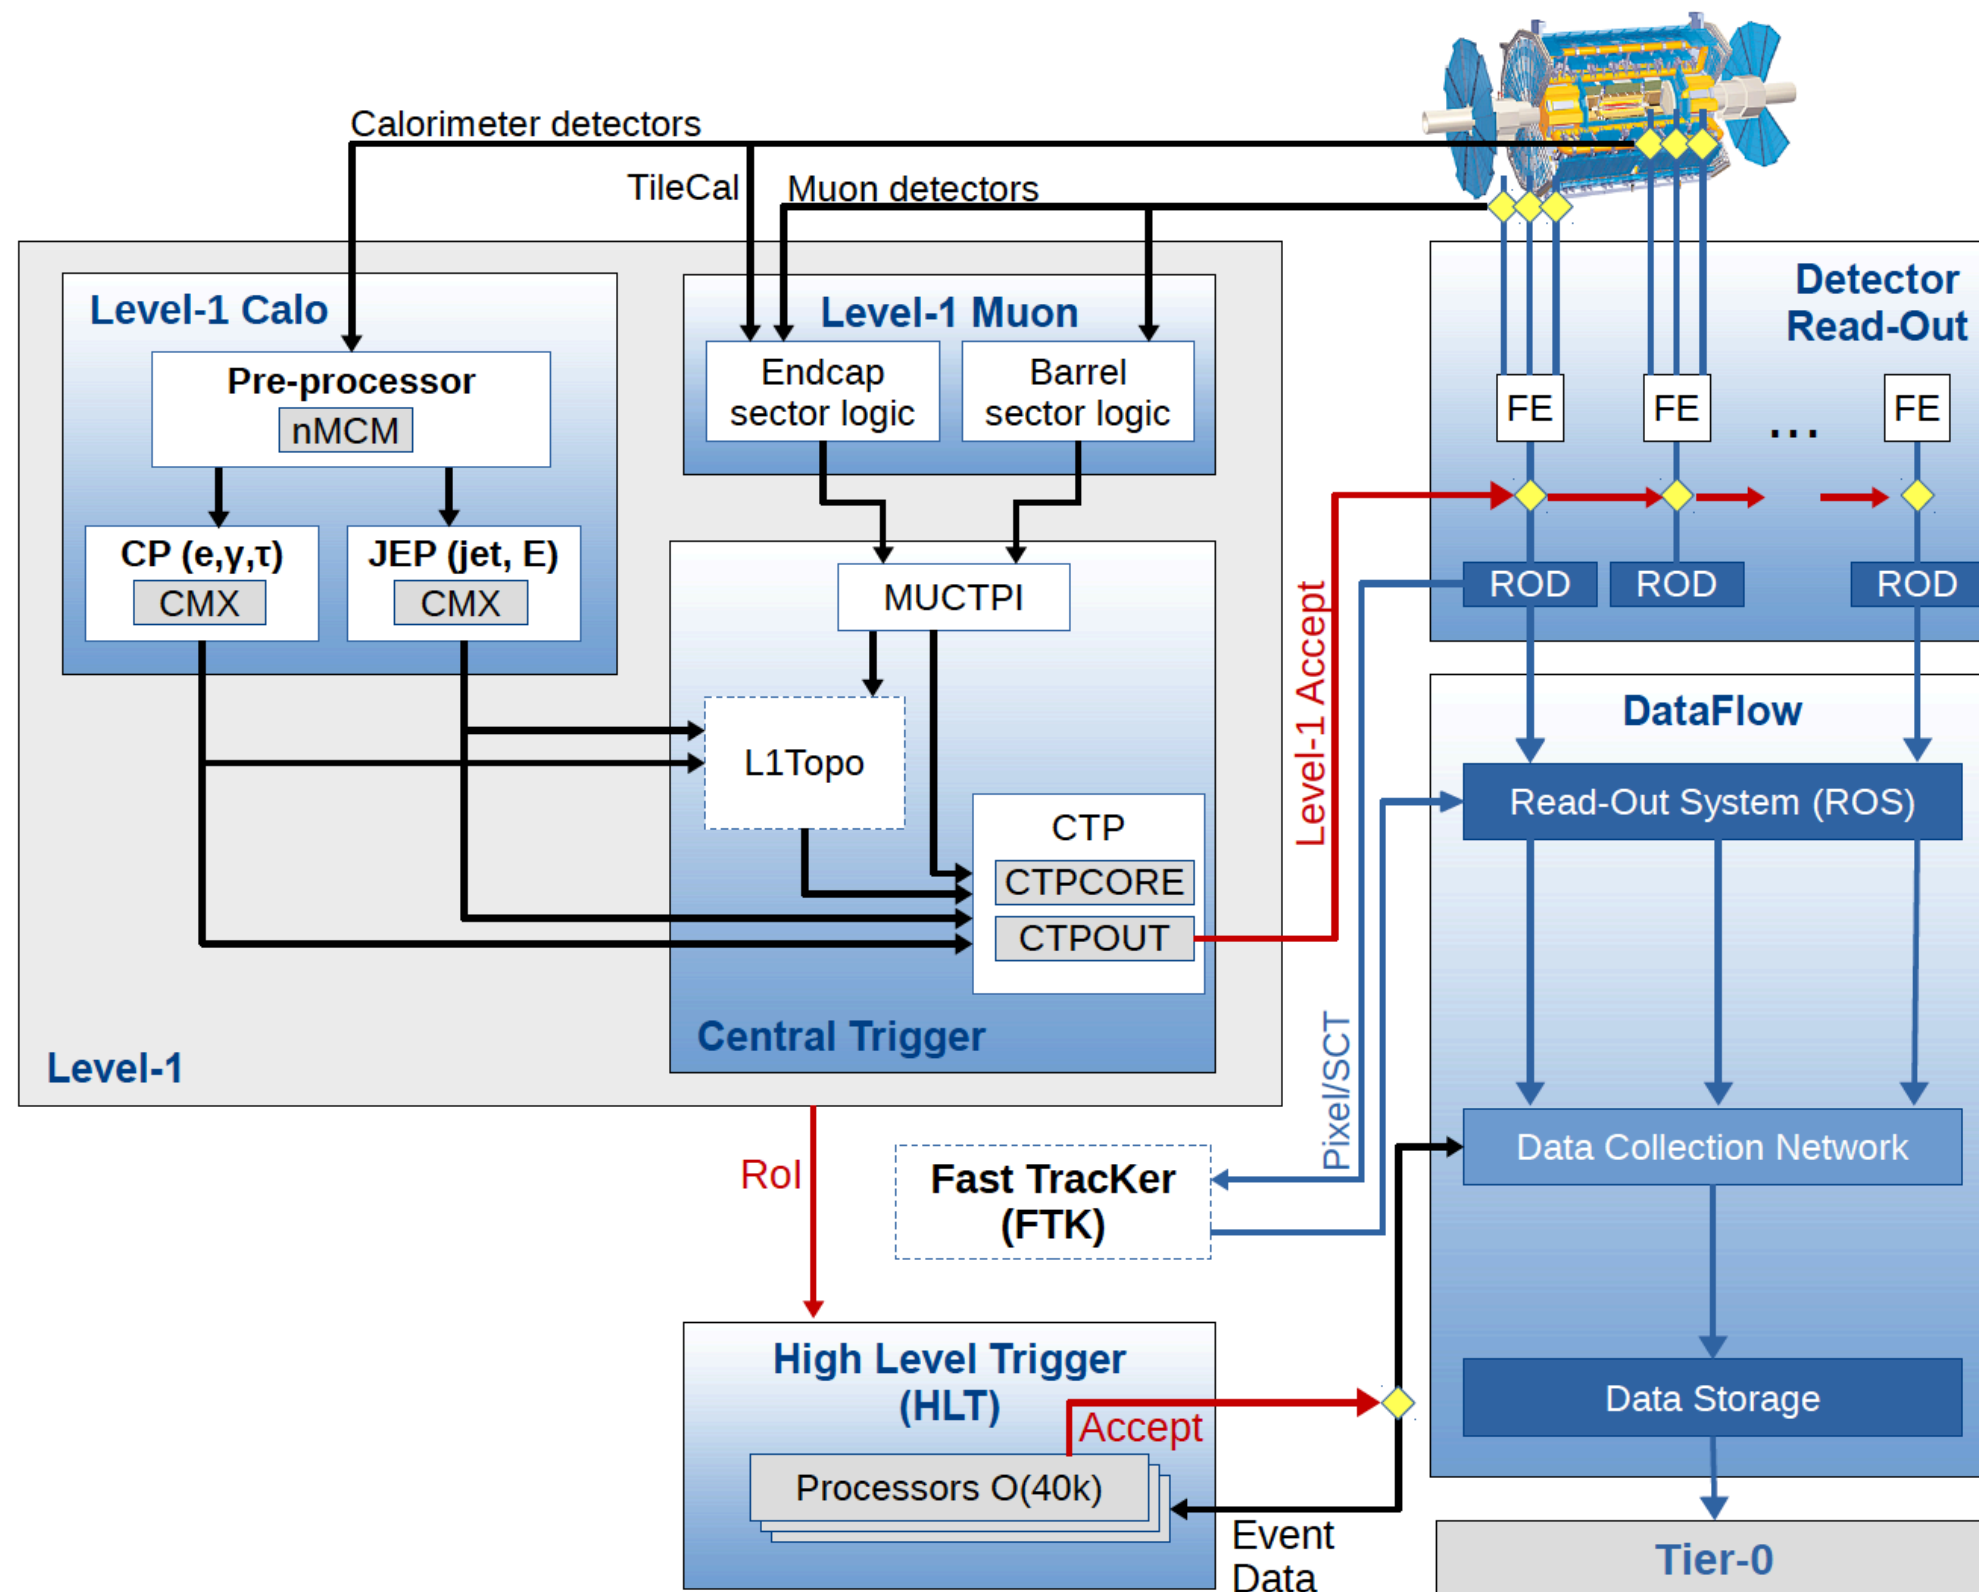 Calorimeter detectors
TileCal
Muon detectors
Level-1 Calo
Pre-processor
nMCM
CP (e,γ,τ)
CMX
JEP (jet, E)
CMX
Level-1 Muon
Endcap
sector logic
Barrel
sector logic
MUCTPI
L1Topo
CTP
CTPCORE
CTPOUT
Central Trigger
Level-1
Level-1 Accept
Detector
Read-Out
FE
FE
...
FE
ROD
ROD
ROD
DataFlow
Read-Out System (ROS)
Pixel/SCT
Data Collection Network
RoI
Fast TracKer
(FTK)
High Level Trigger
(HLT)
Accept
Processors O(40k)
Event
Data
Data Storage
Tier-0